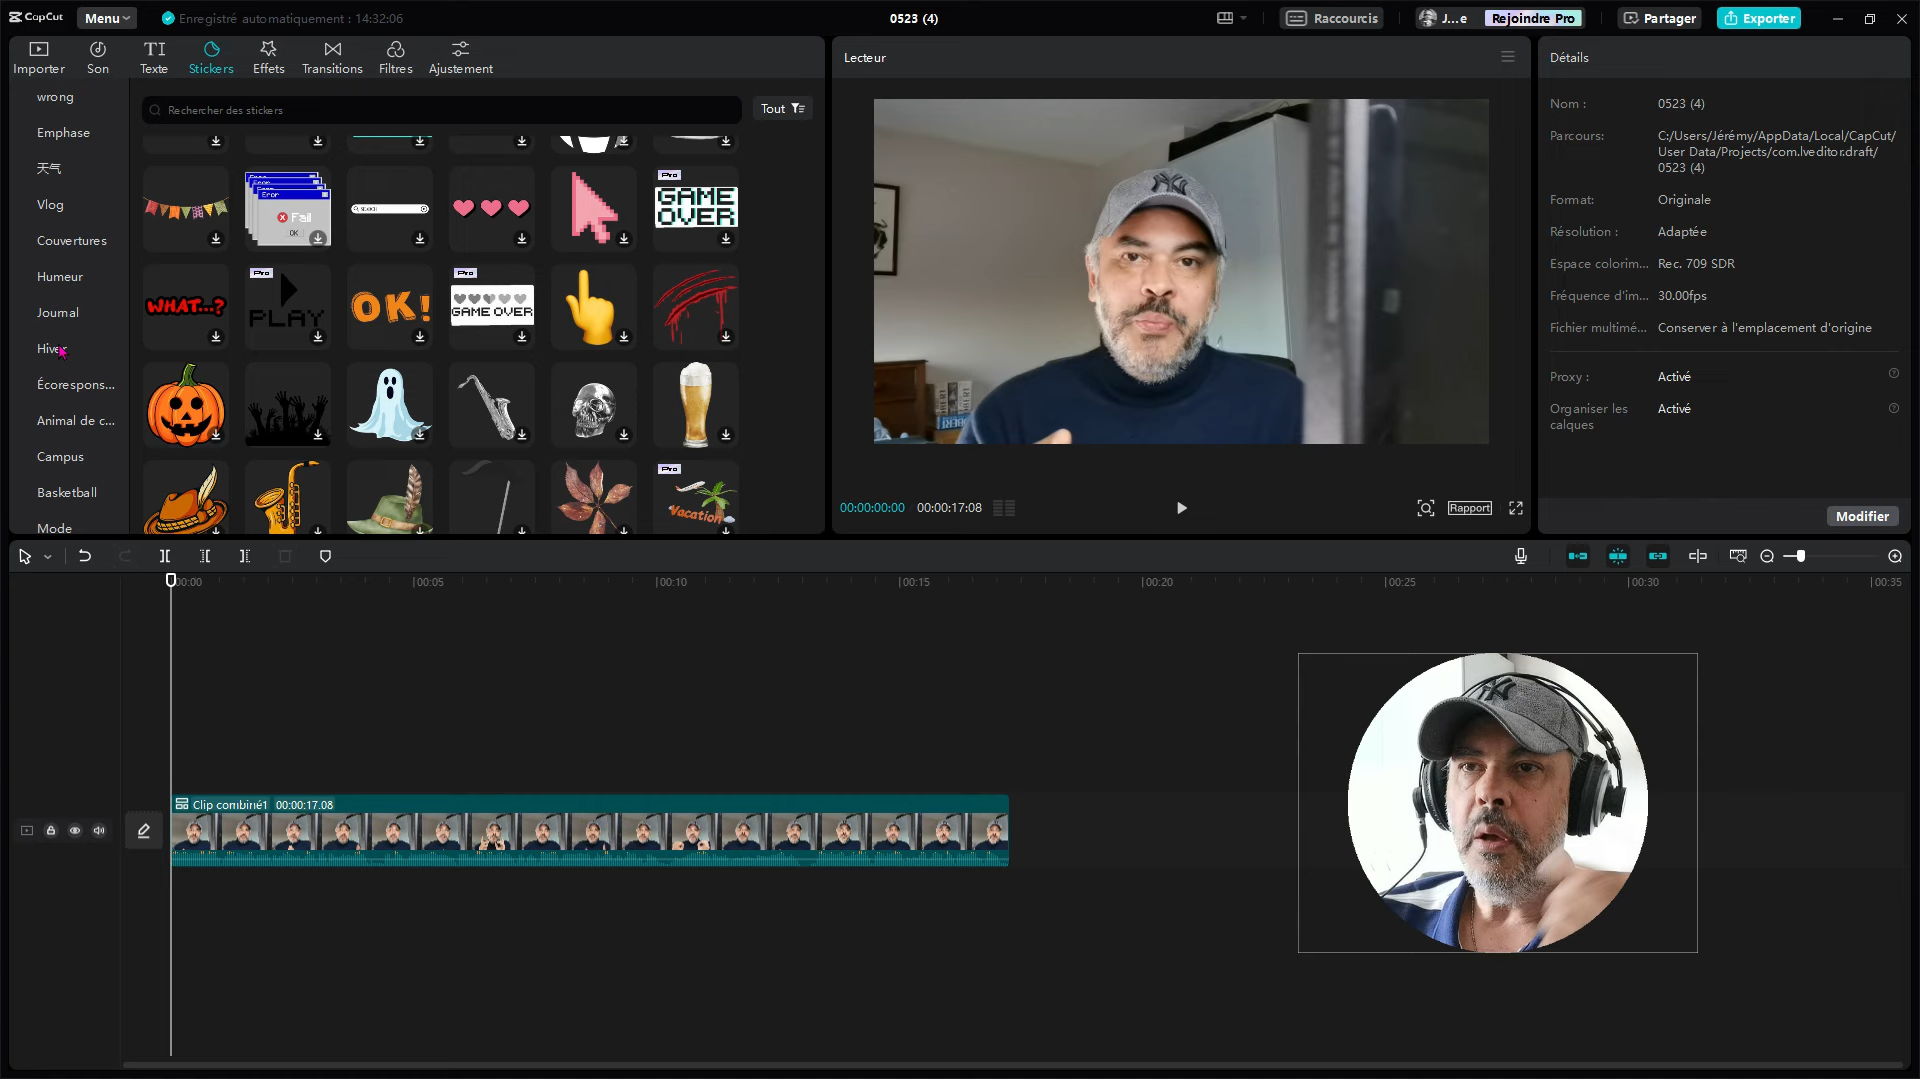 CapCut
Menu
Enregistré automatiquement : 14:32:06
0523 (4)
Raccourcis
J...e
Rejoindre Pro
Partager
Exporter
Importer
Son
TI
Texte
Stickers
Effets
Transitions
Filtres
Ajustement
wrong
Emphase
天气
Vlog
Couvertures
Humeur
Journal
Hiver
Écorespons...
Animal de c...
Campus
Basketball
Mode
Rechercher des stickers
Tout
Error
Fail
OK
Pro
GAME
OVER
WHAT...?
Pro
PLAY
OK!
Pro
GAME OVER
Pro
Vacation
Lecteur
00:00:00:00
00:00:17:08
Rapport
Détails
Nom :
0523 (4)
Parcours:
C:/Users/Jérémy/AppData/Local/CapCut/
User Data/Projects/com.lveditor.draft/
0523 (4)
Format:
Originale
Résolution :
Adaptée
Espace colorim...
Rec. 709 SDR
Fréquence d'im...
30.00fps
Fichier multimé...
Conserver à l'emplacement d'origine
Proxy :
Activé
Organiser les
calques
Activé
Modifier
00:00
00:05
00:10
00:15
00:20
00:25
00:30
00:35
Clip combiné1 00:00:17:08